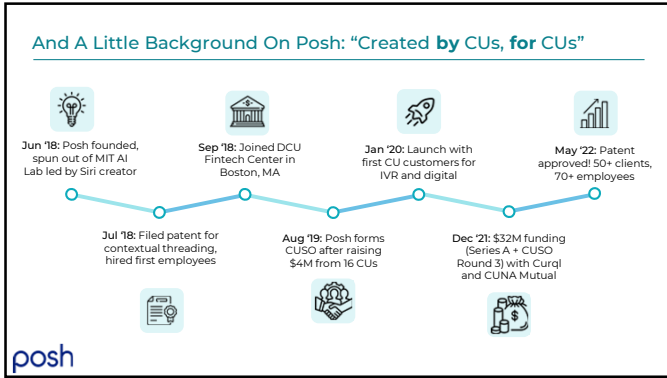 And A Little Background On Posh: “Created by CUs, for CUs”
Jun ‘18: Posh founded,
spun out of MIT AI
Lab led by Siri creator
Jul ‘18: Filed patent for
contextual threading,
hired first employees
Sep ‘18: Joined DCU
Fintech Center in
Boston, MA
Aug ‘19: Posh forms
CUSO after raising
$4M from 16 CUs
Jan ‘20: Launch with
first CU customers for
IVR and digital
Dec ‘21: $32M funding
(Series A + CUSO
Round 3) with Curql
and CUNA Mutual
May ‘22: Patent
approved! 50+ clients,
70+ employees
posh